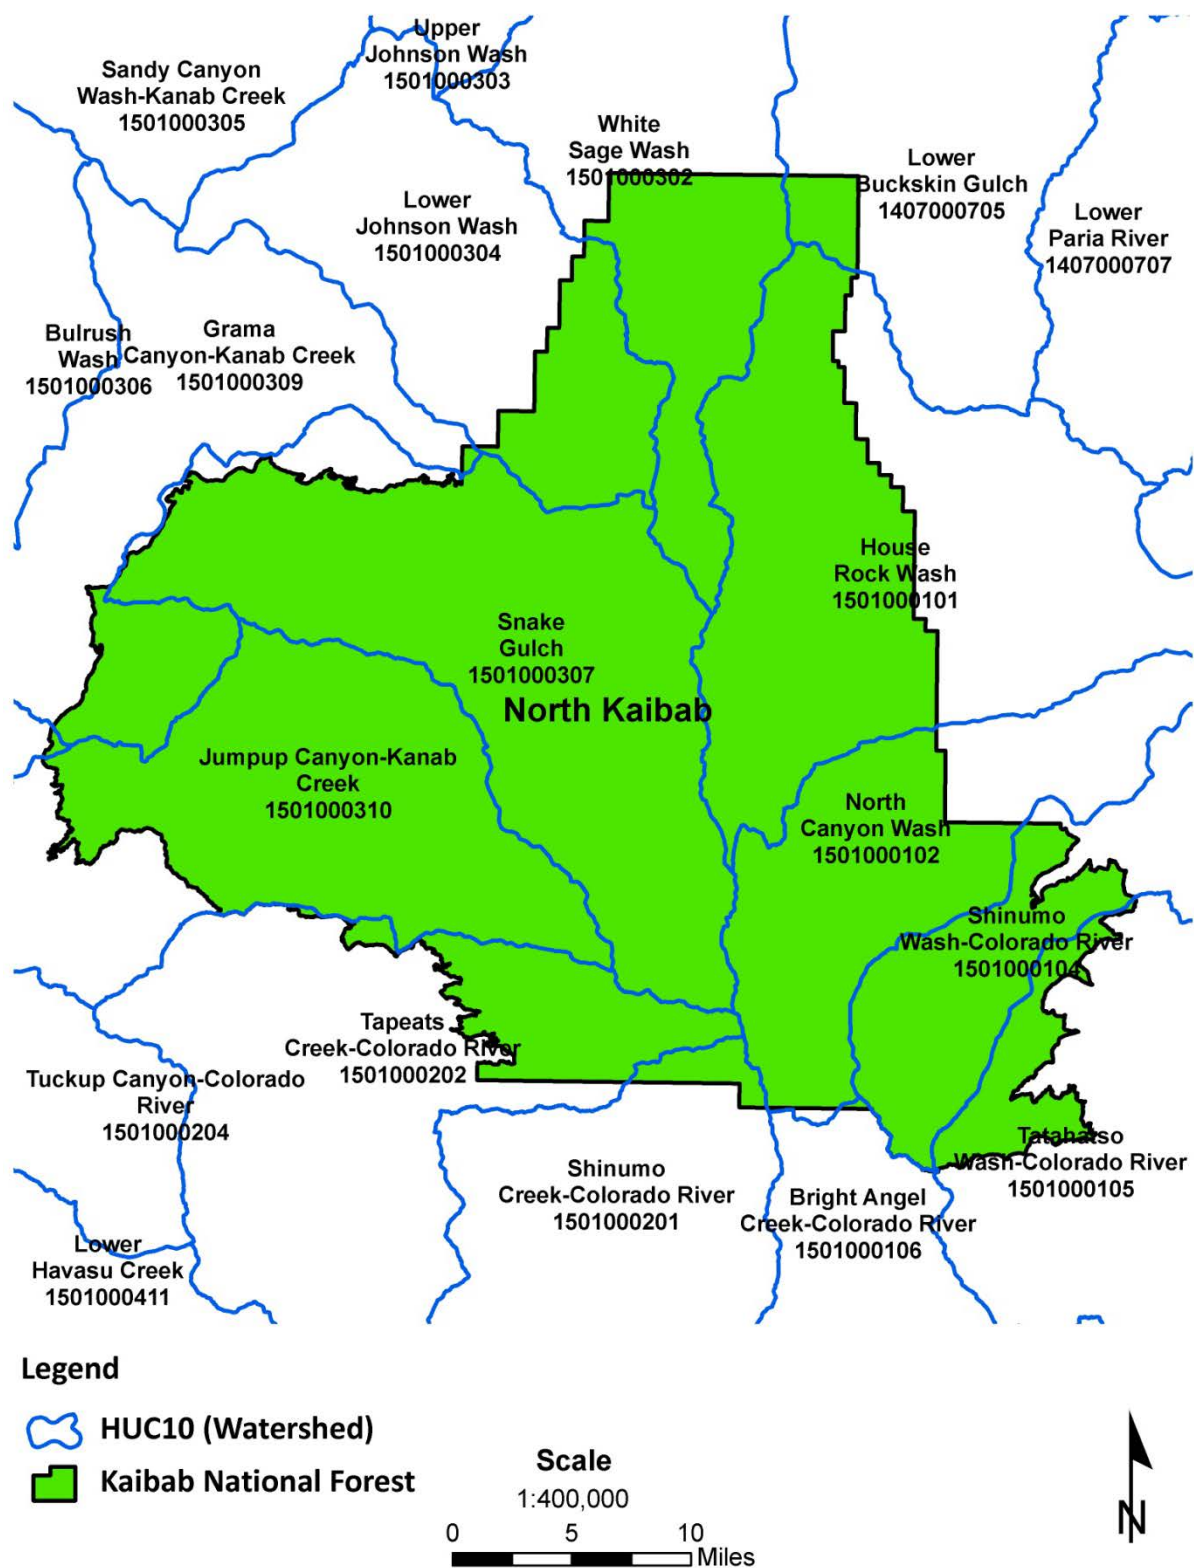 Upper
Johnson Wash
1501000303
Sandy Canyon
Wash-Kanab Creek
1501000305
White
Sage Wash
1501000302
Lower
Buckskin Gulch
1407000705
Lower
Johnson Wash
1501000304
Lower
Paria River
1407000707
Bulrush
Wash
1501000306
Grama
Canyon-Kanab Creek
1501000309
House
Rock Wash
1501000101
Snake
Gulch
1501000307
North Kaibab
Jumpup Canyon-Kanab
Creek
1501000310
North
Canyon Wash
1501000102
Shinumo
Wash-Colorado River
1501000104
Tapeats
Creek-Colorado River
1501000202
Tuckup Canyon-Colorado
River
1501000204
Tatahatso
Wash-Colorado River
1501000105
Shinumo
Creek-Colorado River
1501000201
Bright Angel
Creek-Colorado River
1501000106
Lower
Havasu Creek
1501000411
Legend
HUC10 (Watershed)
Kaibab National Forest
Scale
1:400,000
0 5 10
Miles
N